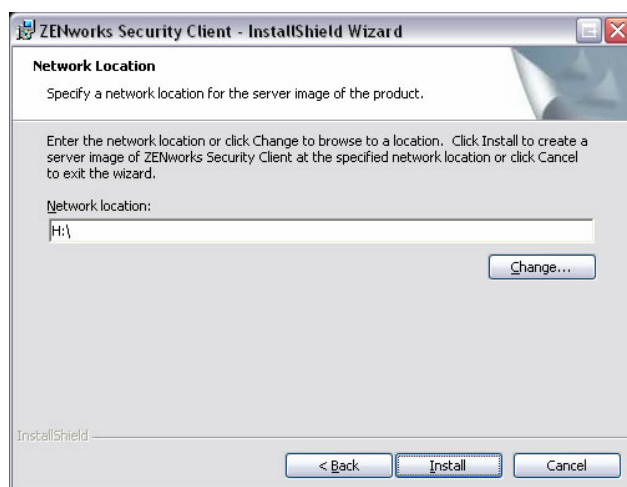 ZENworks Security Client - InstallShield Wizard
Network Location
Specify a network location for the server image of the product.
Enter the network location or click Change to browse to a location. Click Install to create a
server image of ZENworks Security Client at the specified network location or click Cancel
to exit the wizard.
Network location:
H:\
Change...
InstallShield
< Back
Install
Cancel